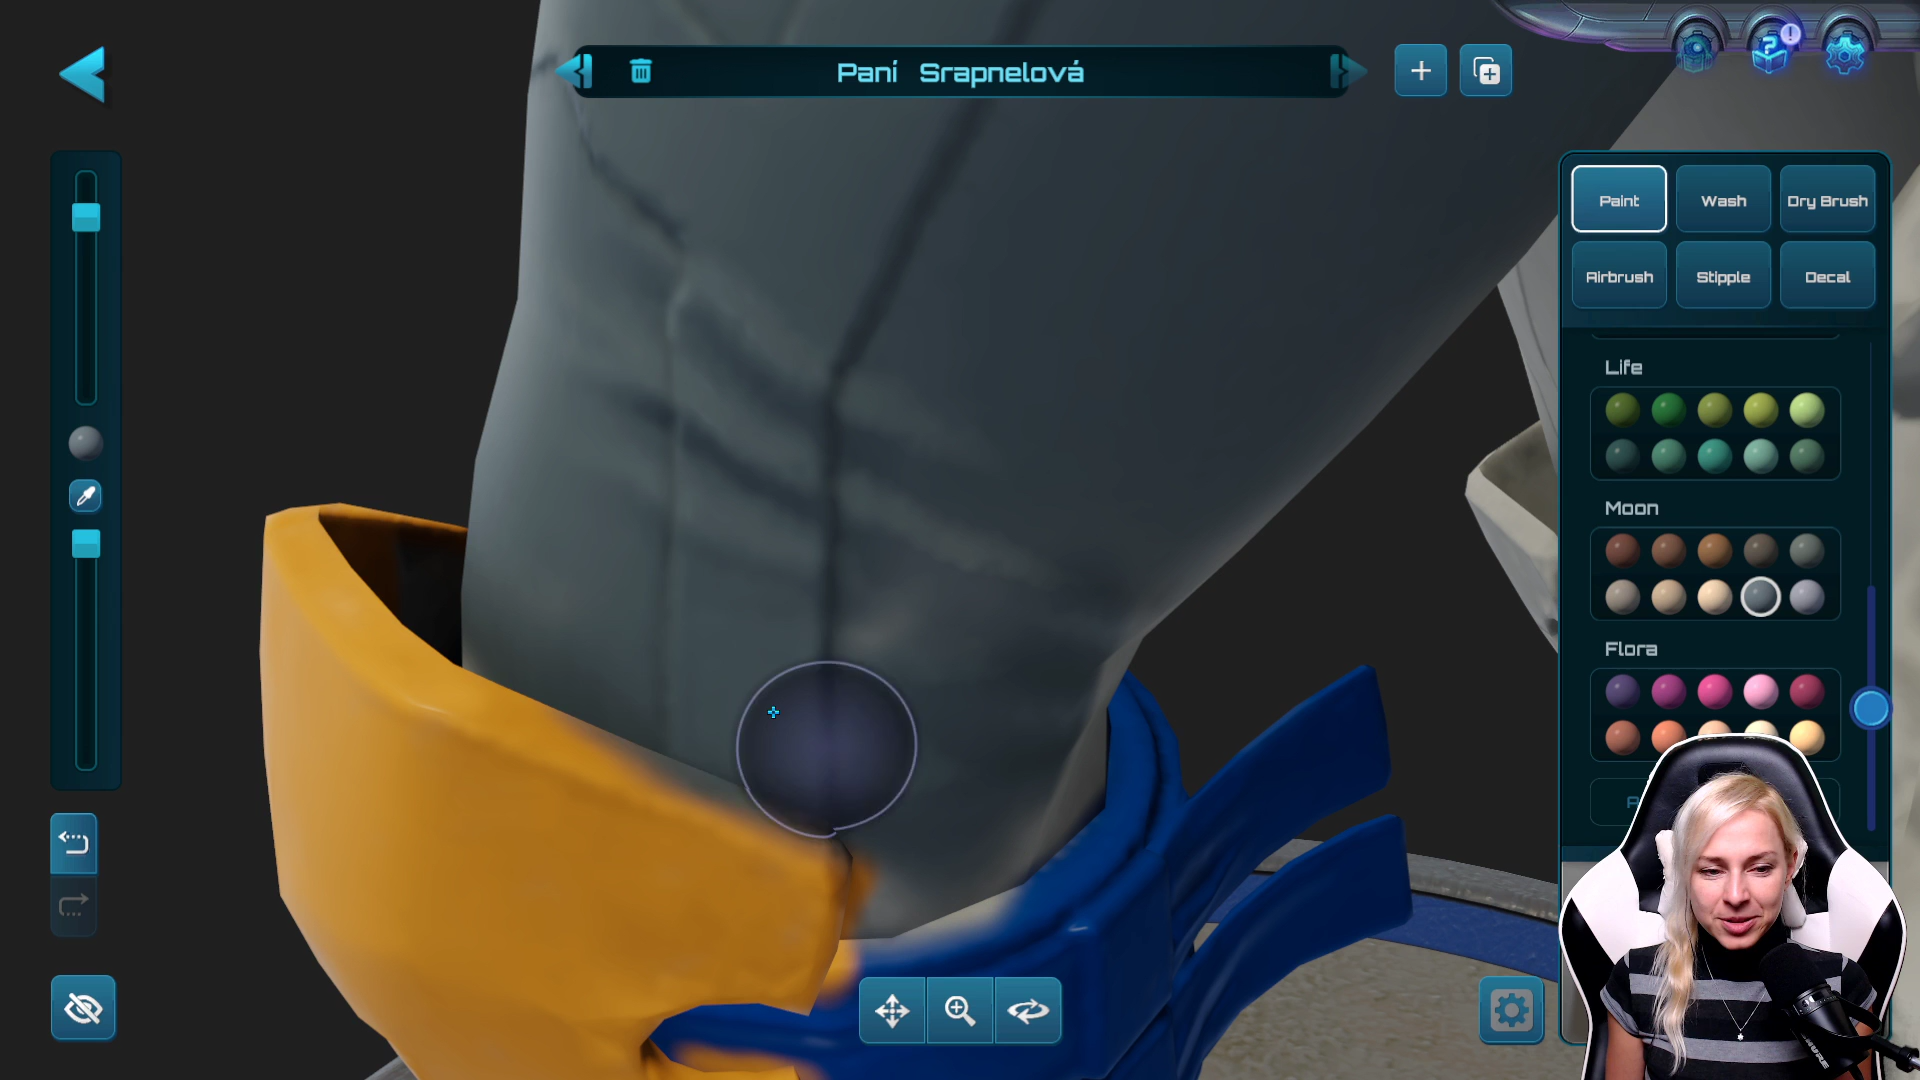 Paní Srapnelová
Paint Wash Dry Brush
Airbrush Stipple Decal
Life
Moon
Flora